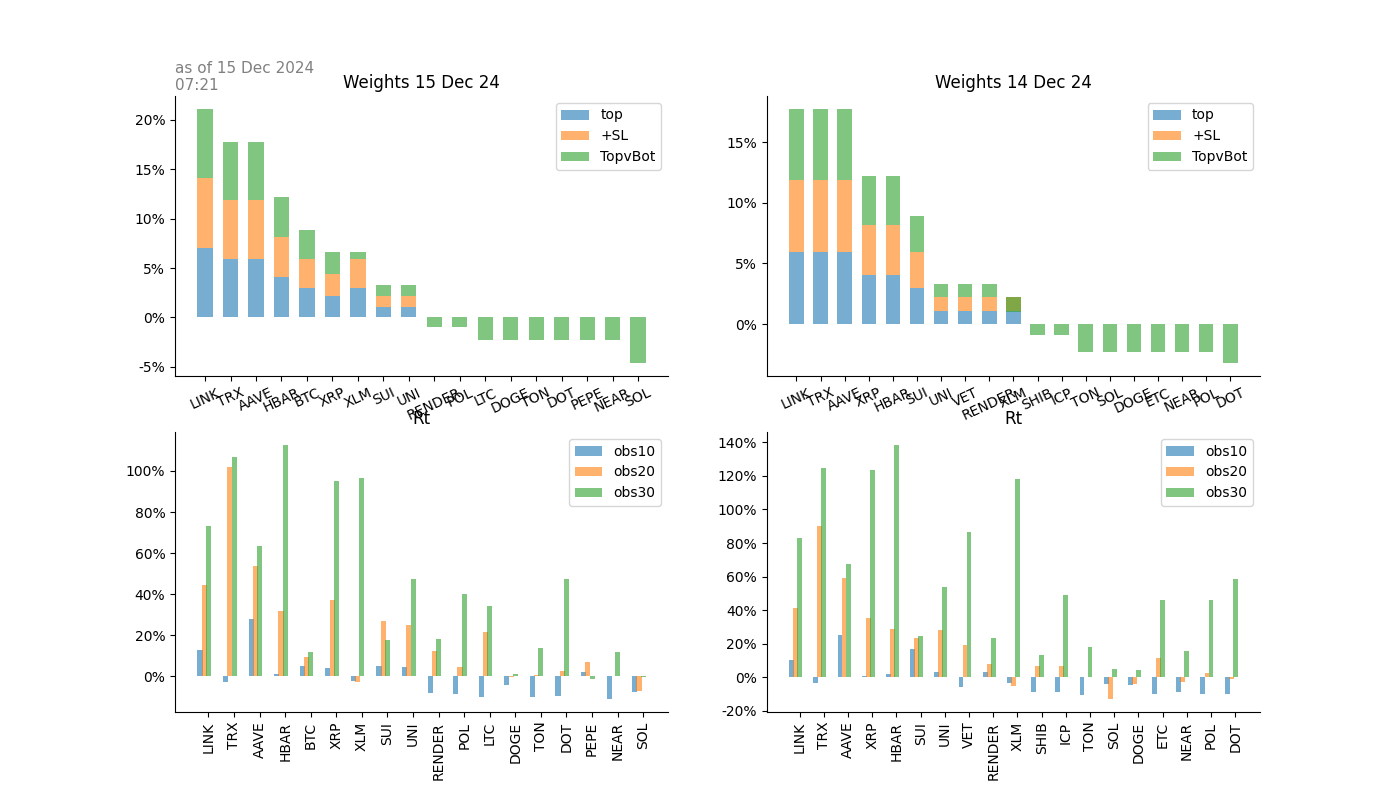 as of 15 Dec 2024
07:21
Weights 15 Dec 24
20%
15%
10%
5%
0%
-5%
top
+SL
TopvBot
LINK TRX AAVE HBAR BTC XRP XLM SUI UNI RENDER POL LTC DOGE TON DOT PEPE NEAR SOL
Weights 14 Dec 24
15%
10%
5%
0%
top
+SL
TopvBot
LINK TRX AAVE XRP HBAR SUI UNI VET RENDER XLM SHIB ICP TON SOL DOGE ETC NEAR POL DOT
Rt
100%
80%
60%
40%
20%
0%
obs10
obs20
obs30
LINK TRX AAVE HBAR BTC XRP XLM SUI UNI RENDER POL LTC DOGE TON DOT PEPE NEAR SOL
Rt
140%
120%
100%
80%
60%
40%
20%
0%
-20%
obs10
obs20
obs30
LINK TRX AAVE XRP HBAR SUI UNI VET RENDER XLM SHIB ICP TON SOL DOGE ETC NEAR POL DOT